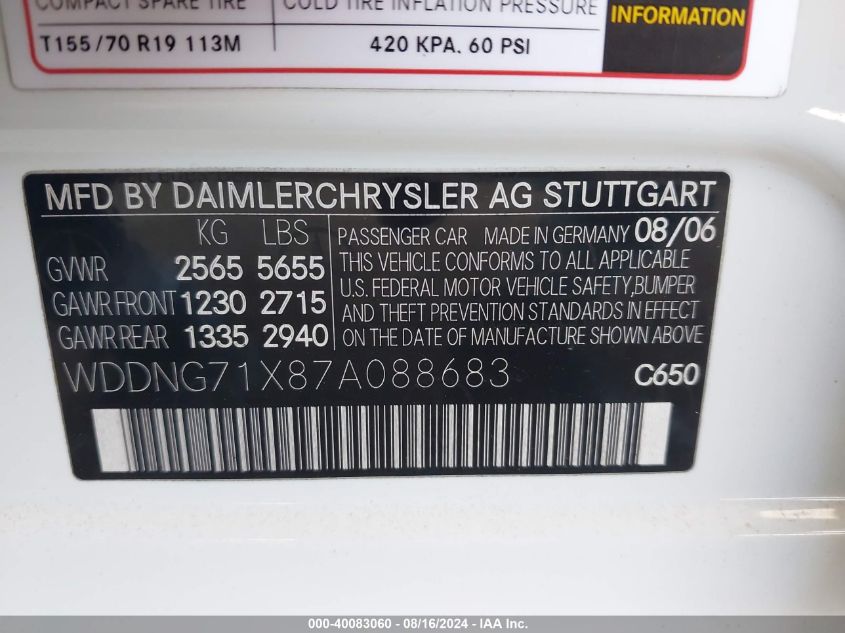 COMPACT SPARE TIRE COLD TIRE INFLATION PRESSURE
T155/70 R19 113M 420 KPA. 60 PSI
INFORMATION
MFD BY DAIMLERCHRYSLER AG STUTTGART
KG LBS PASSENGER CAR MADE IN GERMANY 08/06
GVWR 2565 5655 THIS VEHICLE CONFORMS TO ALL APPLICABLE
U.S. FEDERAL MOTOR VEHICLE SAFETY,BUMPER
GAWR FRONT 1230 2715 AND THEFT PREVENTION STANDARDS IN EFFECT
GAWR REAR 1335 2940 ON THE DATE OF MANUFACTURE SHOWN ABOVE
WDDNG71X87A088683 C650
000-40083060 - 08/16/2024 - IAAI.com